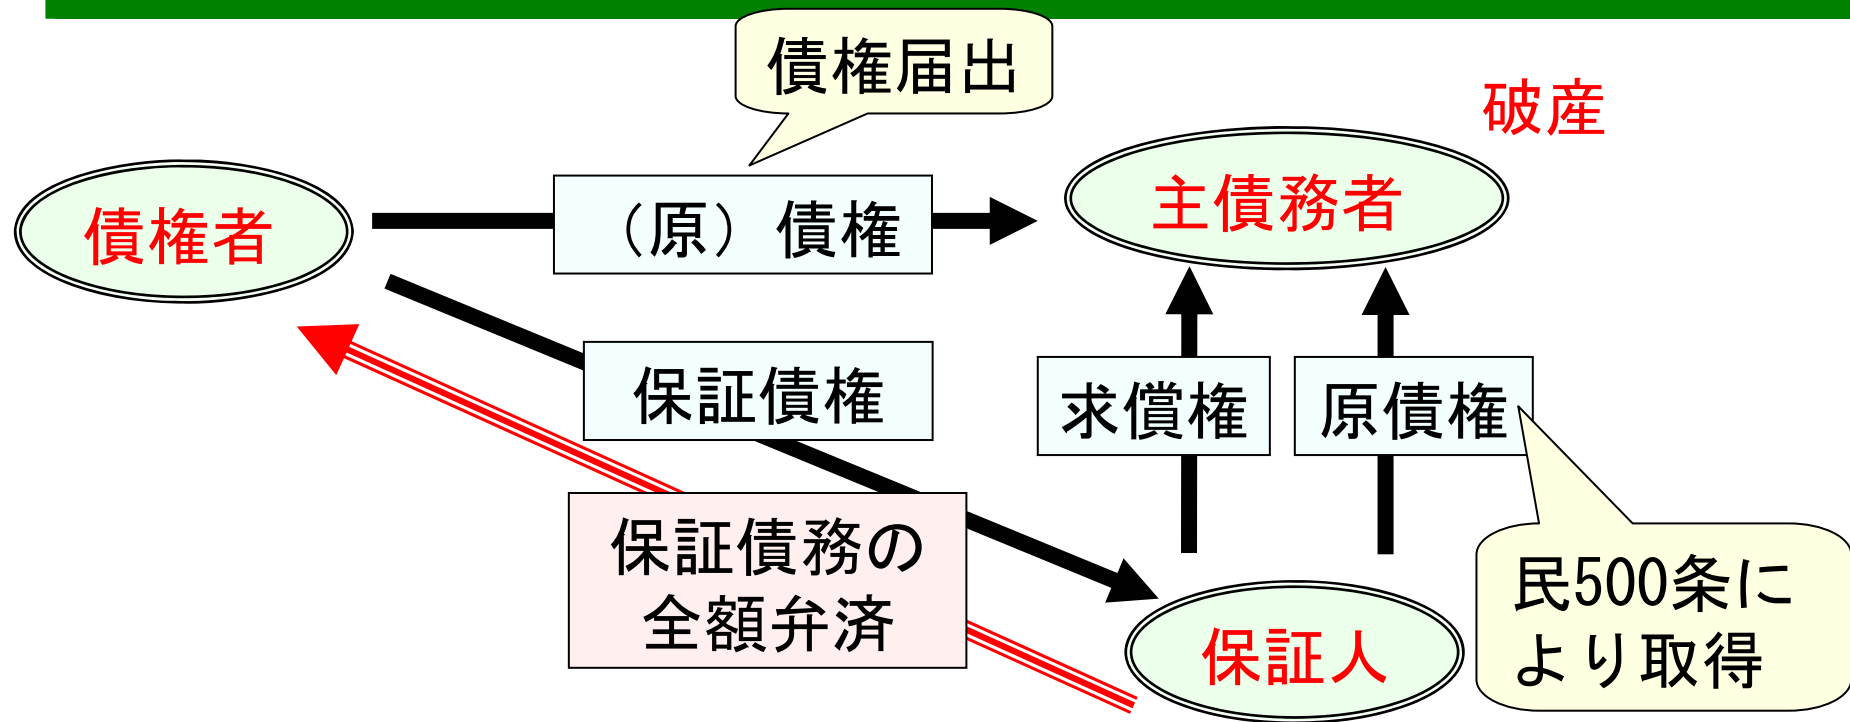 債権届出
破産
主債務者
債権者
（原）債権
保証債権
求償権
原債権
保証債務の
全額弁済
民500条に
より取得
保証人